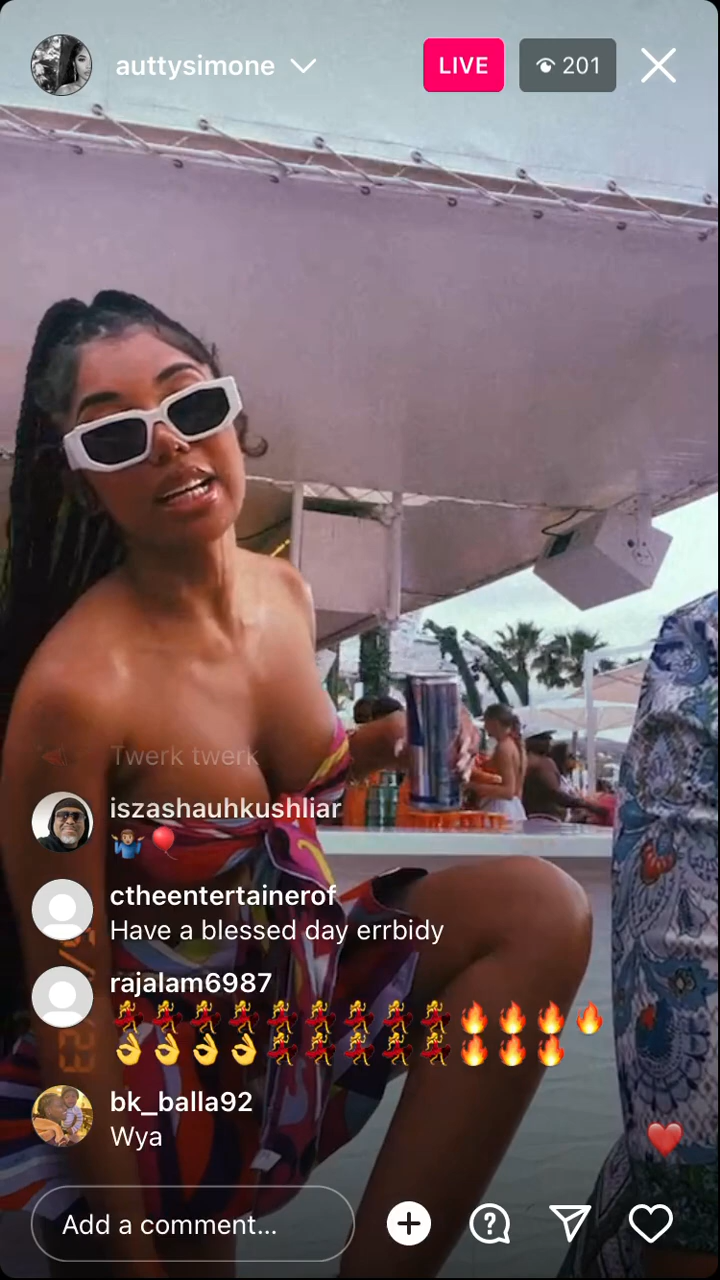 auttysimone
LIVE
201
Twerk twerk
iszashauhkushliar
🤷🏽‍♂️🎈
ctheentertainerof
Have a blessed day errbidy
rajalam6987
💃💃💃💃💃💃💃💃💃🔥🔥🔥🔥
👌👌👌👌💃💃💃💃💃🔥🔥🔥
bk_balla92
Wya
Add a comment...